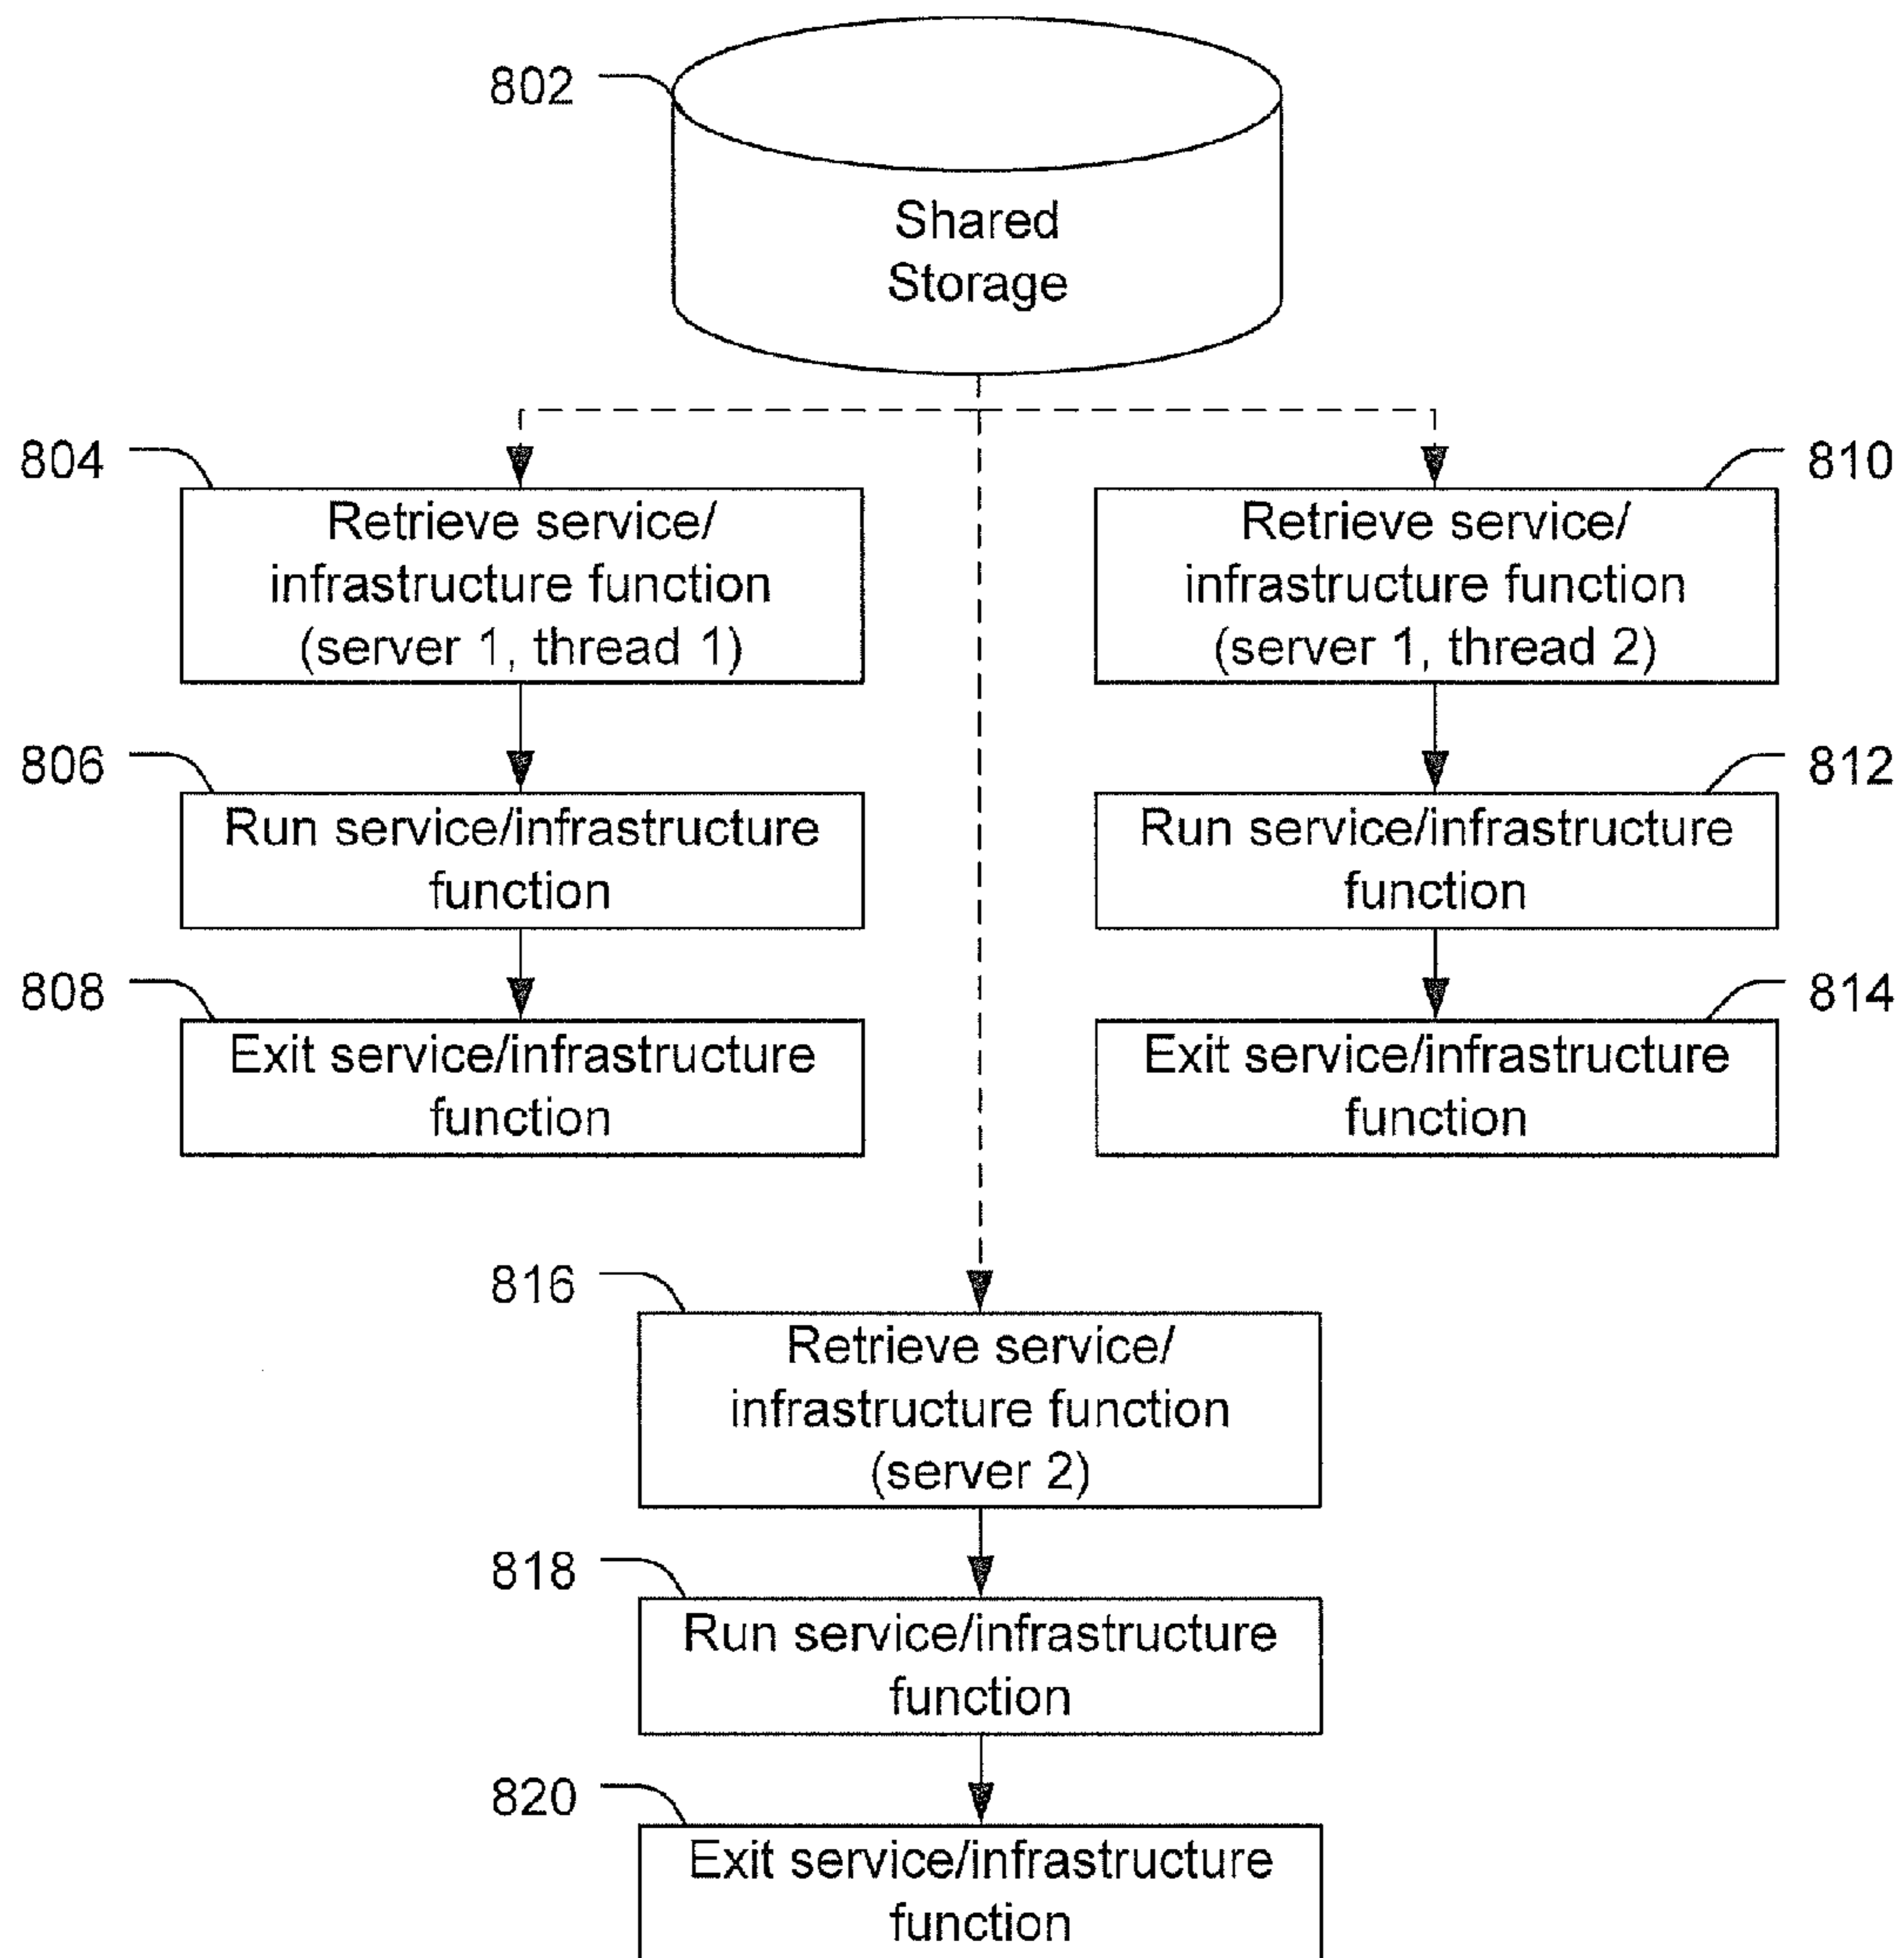 802
Shared
Storage
804
Retrieve service/
infrastructure function
(server 1, thread 1)
810
Retrieve service/
infrastructure function
(server 1, thread 2)
806
Run service/infrastructure
function
812
Run service/infrastructure
function
808
Exit service/infrastructure
function
814
Exit service/infrastructure
function
816
Retrieve service/
infrastructure function
(server 2)
818
Run service/infrastructure
function
820
Exit service/infrastructure
function